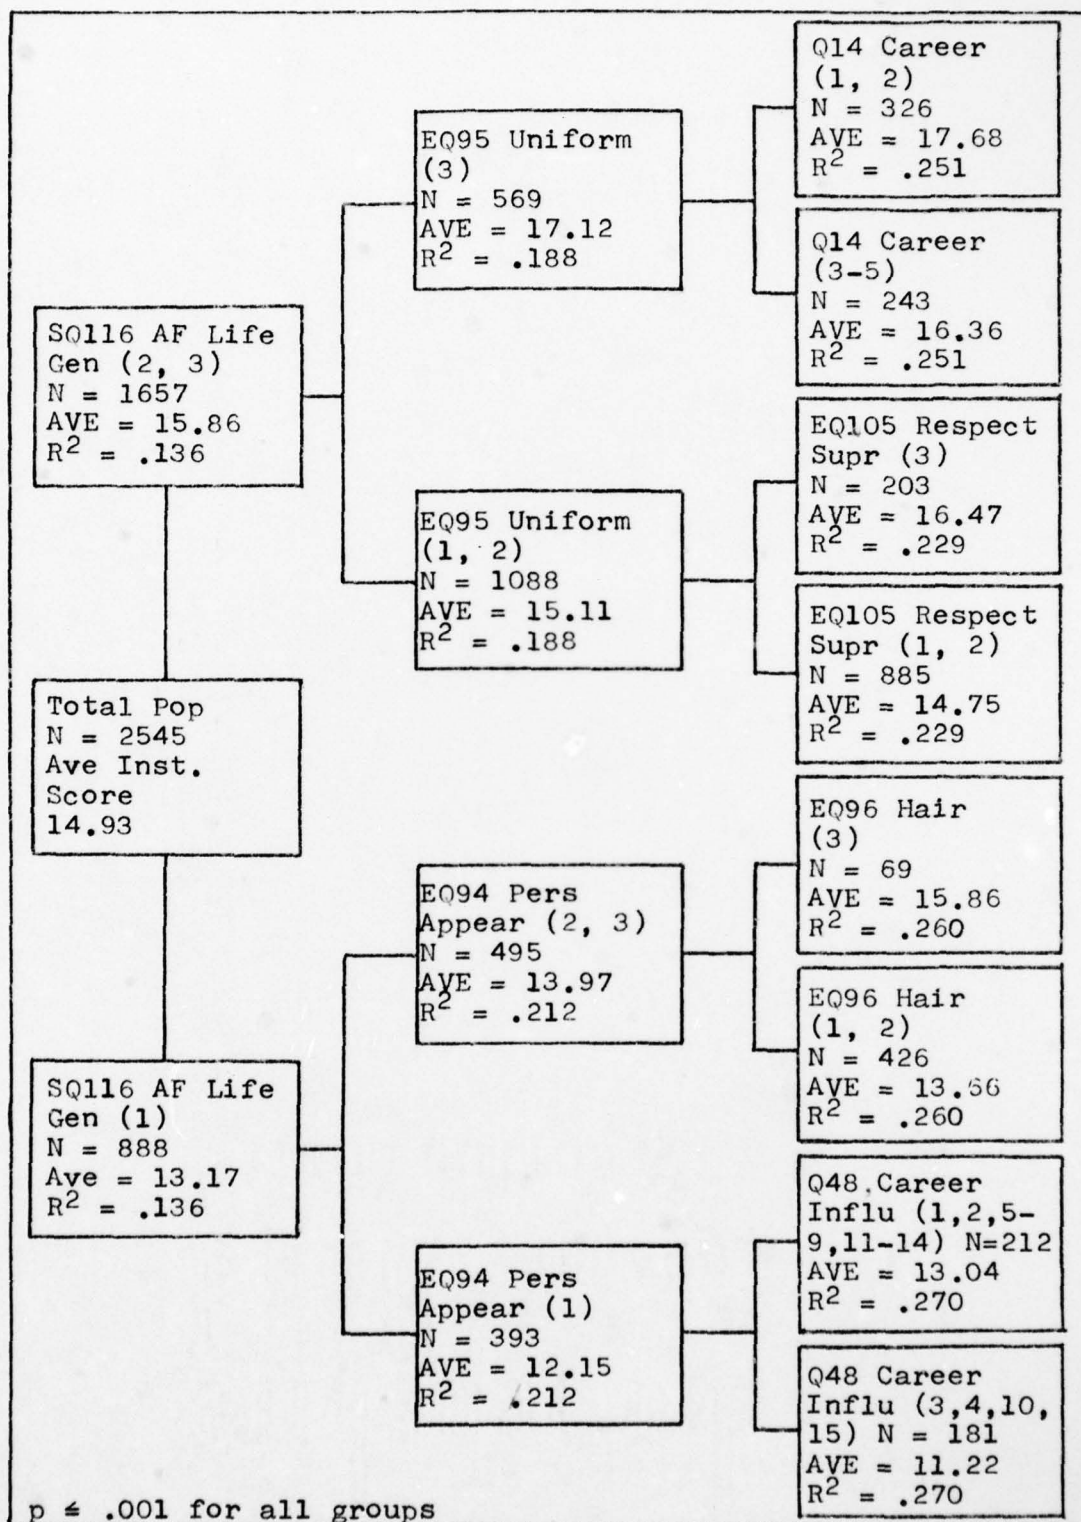 SQ116 AF Life
Gen (2, 3)
N = 1657
AVE = 15.86
R² = .136
Total Pop
N = 2545
Ave Inst.
Score
14.93
SQ116 AF Life
Gen (1)
N = 888
Ave = 13.17
R² = .136
EQ95 Uniform
(3)
N = 569
AVE = 17.12
R² = .188
EQ95 Uniform
(1, 2)
N = 1088
AVE = 15.11
R² = .188
EQ94 Pers
Appear (2, 3)
N = 495
AVE = 13.97
R² = .212
EQ94 Pers
Appear (1)
N = 393
AVE = 12.15
R² = .212
Q14 Career
(1, 2)
N = 326
AVE = 17.68
R² = .251
Q14 Career
(3-5)
N = 243
AVE = 16.36
R² = .251
EQ105 Respect
Supr (3)
N = 203
AVE = 16.47
R² = .229
EQ105 Respect
Supr (1, 2)
N = 885
AVE = 14.75
R² = .229
EQ96 Hair
(3)
N = 69
AVE = 15.86
R² = .260
EQ96 Hair
(1, 2)
N = 426
AVE =
R² = .260
Q48 Career
Influ (1,2,5-
9,11-14) N=212
AVE = 13.04
R² = .270
Q48 Career
Influ (3,4,10,
15) N = 181
AVE = 11.22
R² = .270
p ≤ .001 for all groups